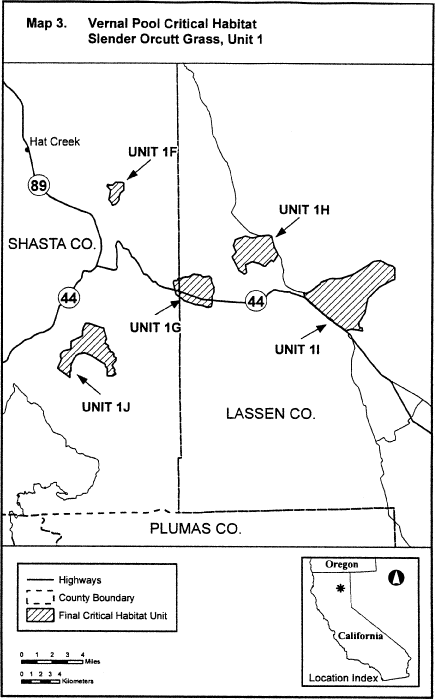 Map 3. Vernal Pool Critical Habitat
Slender Orcutt Grass, Unit 1
Hat Creek
UNIT 1F
89
UNIT 1H
SHASTA CO.
44
44
UNIT 1G
UNIT 1I
UNIT 1J
LASSEN CO.
PLUMAS CO.
Highways
County Boundary
Final Critical Habitat Unit
0 1 2 3 4 Miles
0 1 2 3 4 Kilometers
Oregon
California
Location Index